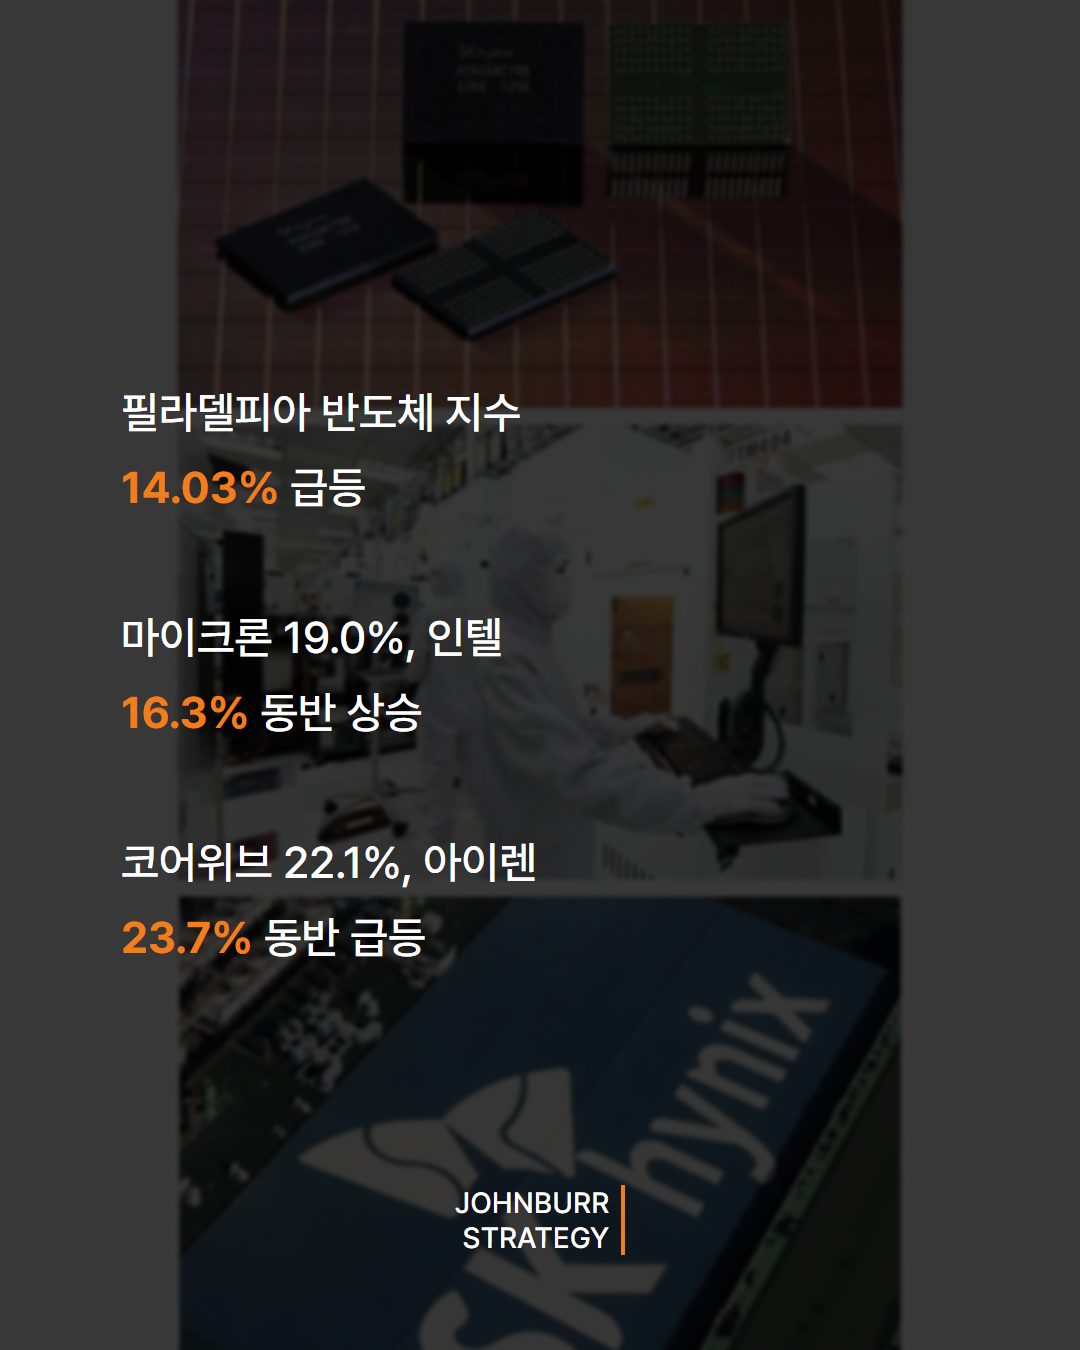 필라델피아 반도체 지수
14.03% 급등
마이크론 19.0%, 인텔
16.3% 동반 상승
코어위브 22.1%, 아이렌
23.7% 동반 급등
SK hynix
JOHNBURR
STRATEGY